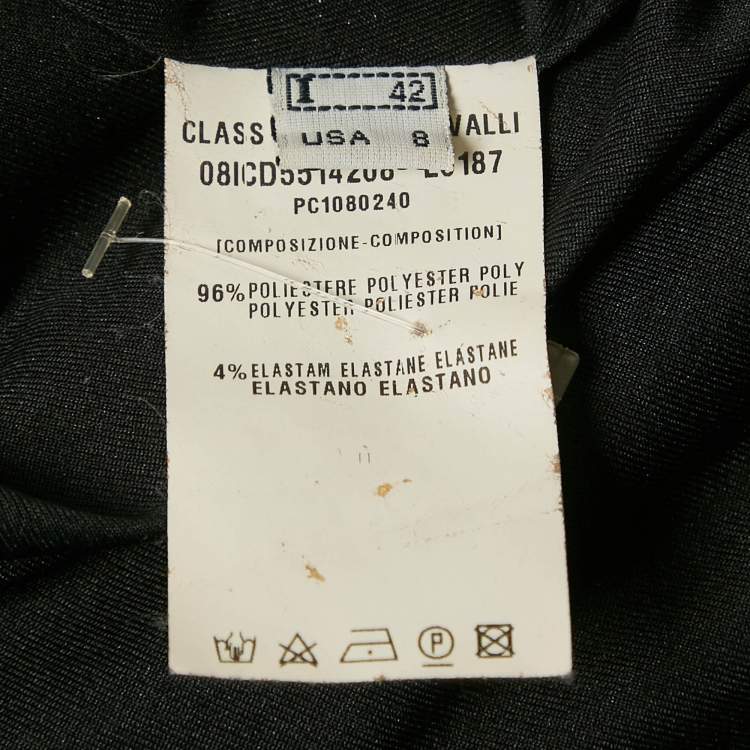 I 42
USA 8
CLASS VALLI
PC1080240
[COMPOSIZIONE-COMPOSITION]
96% POLIESTERE POLYESTER POLY
POLYESTER POLIESTER POLIE
4% ELASTAM ELASTANE ELASTANE
ELASTANO ELASTANO
P